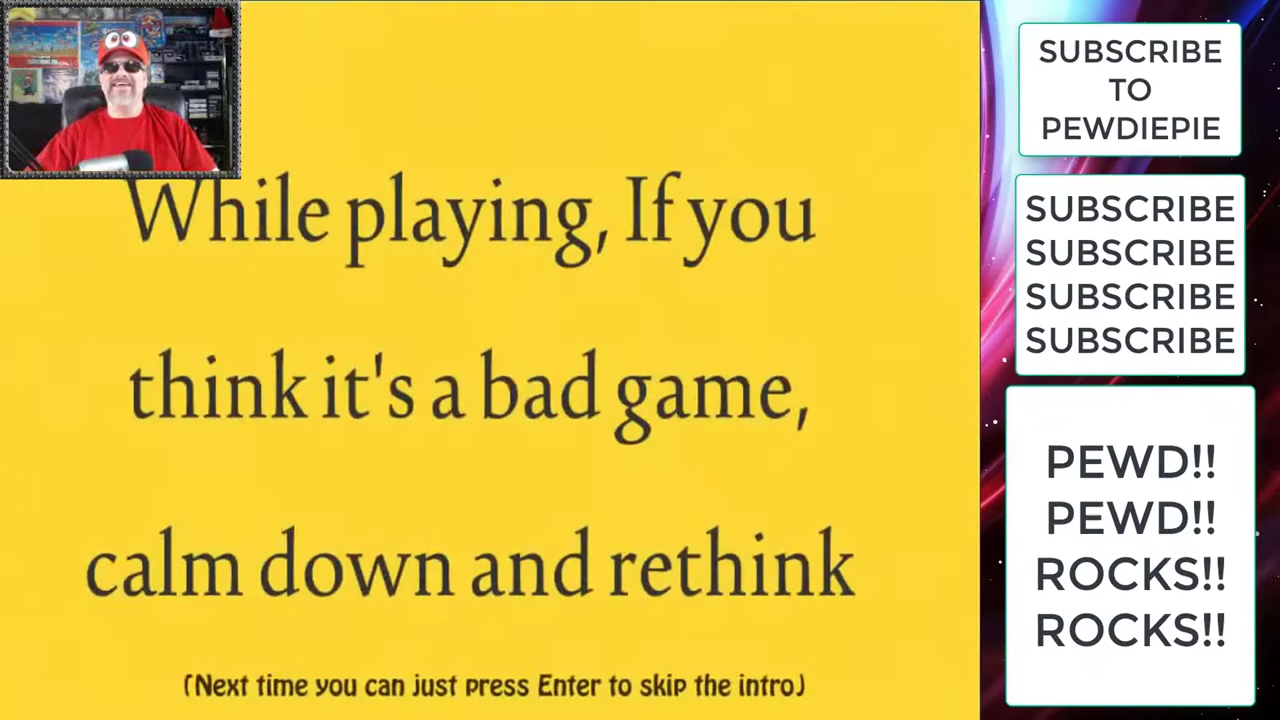 While playing, If you
think it's a bad game,
calm down and rethink
(Next time you can just press Enter to skip the intro)
SUBSCRIBE
TO
PEWDIEPIE
SUBSCRIBE
SUBSCRIBE
SUBSCRIBE
SUBSCRIBE
PEWD!!
PEWD!!
ROCKS!!
ROCKS!!